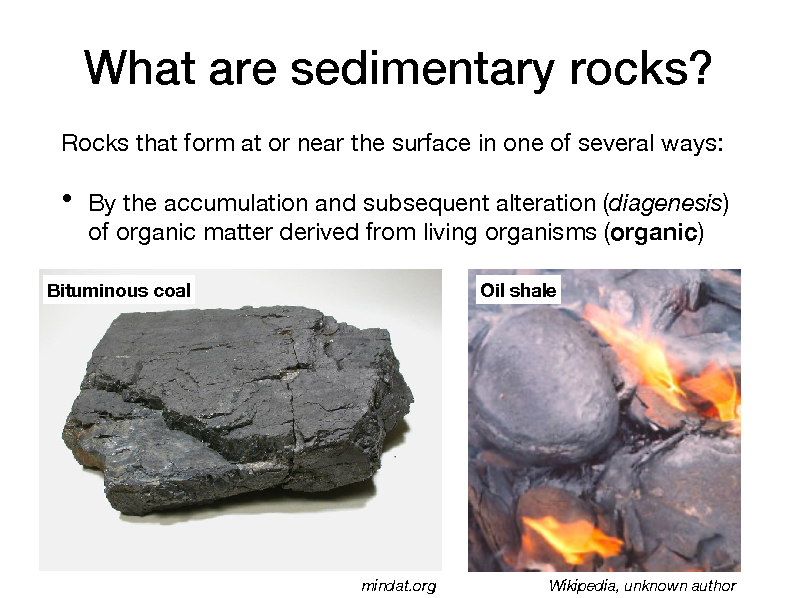 What are sedimentary rocks?
Rocks that form at or near the surface in one of several ways:
• By the accumulation and subsequent alteration (diagenesis)
of organic matter derived from living organisms (organic)
Bituminous coal
Oil shale
mindat.org
Wikipedia, unknown author